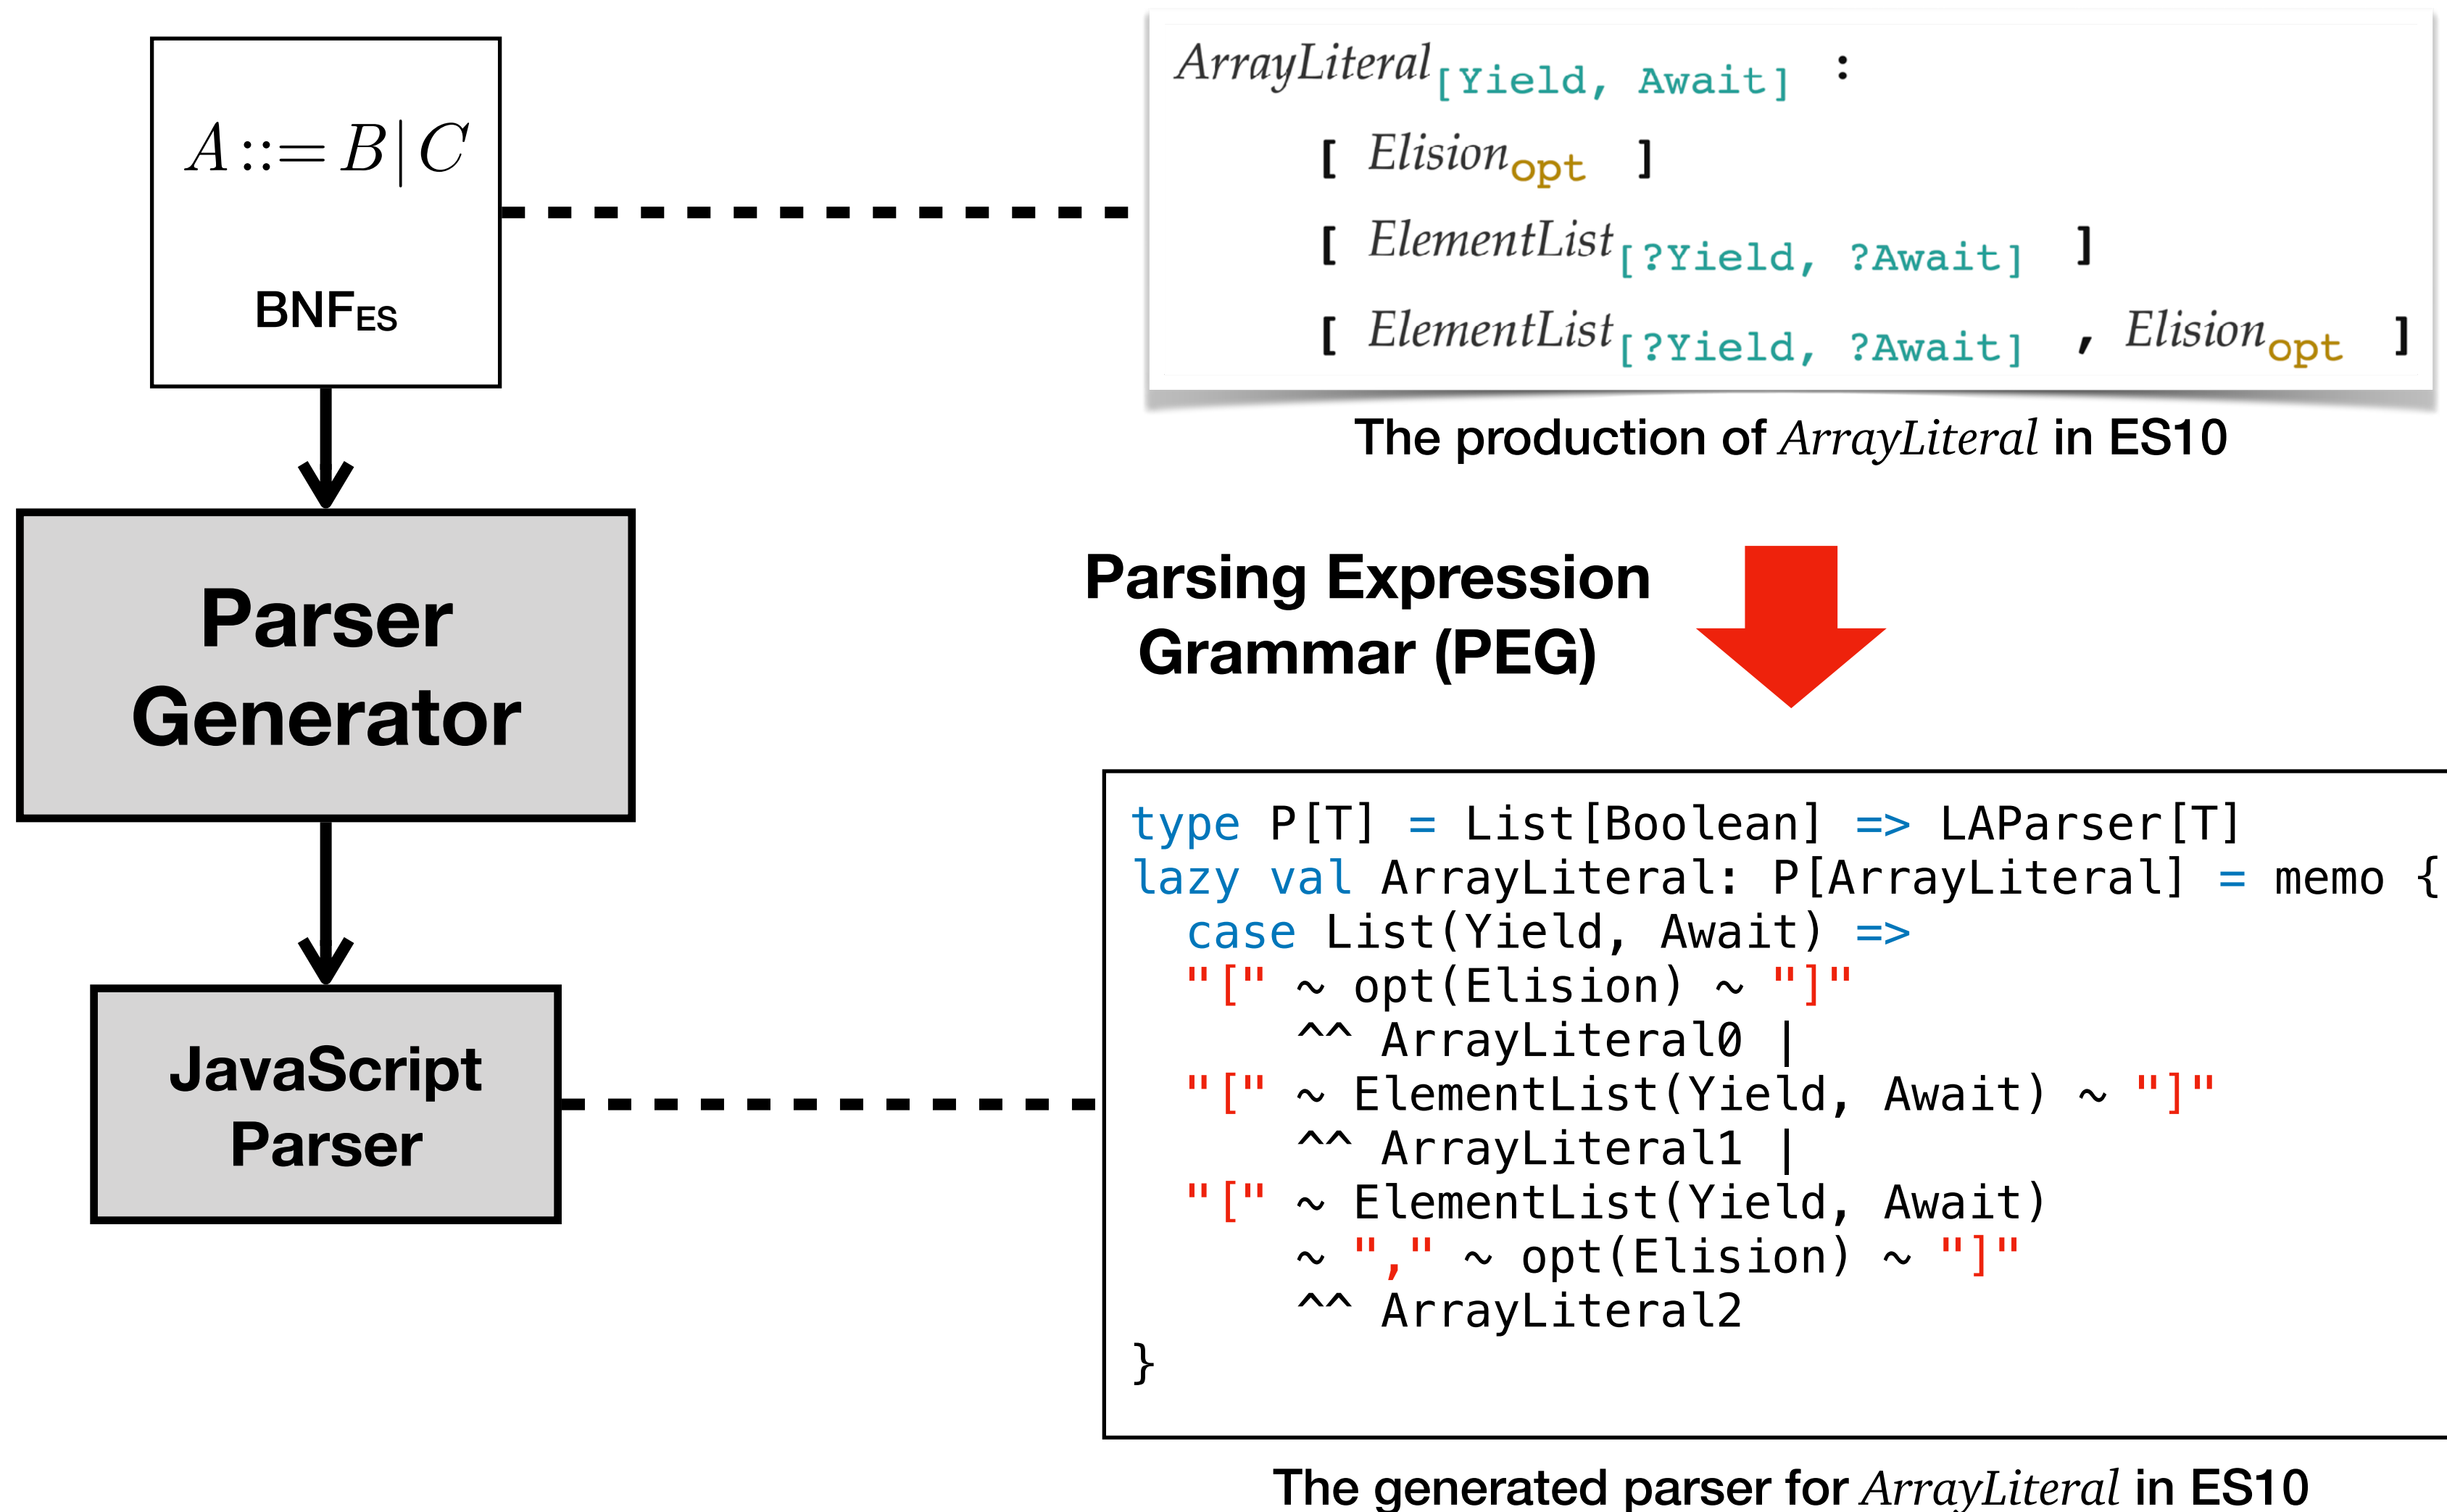 A ::= B | C
BNFES
Parser
Generator
JavaScript
Parser
ArrayLiteral[Yield, Await] :
[ Elisionopt ]
[ ElementList[?Yield, ?Await] ]
[ ElementList[?Yield, ?Await] , Elisionopt ]
The production of ArrayLiteral in ES10
Parsing Expression
Grammar (PEG)
type P[T] = List[Boolean] => LAParser[T]
lazy val ArrayLiteral: P[ArrayLiteral] = memo {
  case List(Yield, Await) =>
  "[" ~ opt(Elision) ~ "]"
      ^^ ArrayLiteral0 |
  "[" ~ ElementList(Yield, Await) ~ "]"
      ^^ ArrayLiteral1 |
  "[" ~ ElementList(Yield, Await)
      ~ "," ~ opt(Elision) ~ "]"
      ^^ ArrayLiteral2
}
The generated parser for ArrayLiteral in ES10